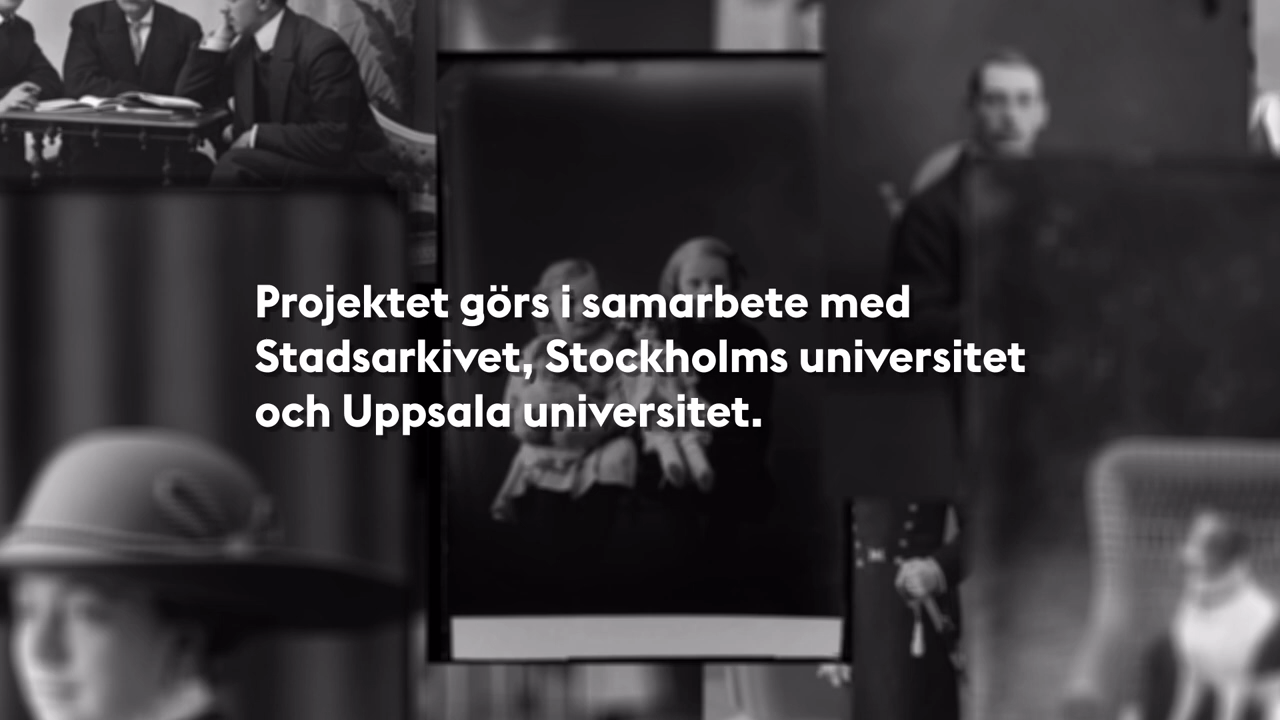 Projektet görs i samarbete med
Stadsarkivet, Stockholms universitet
och Uppsala universitet.